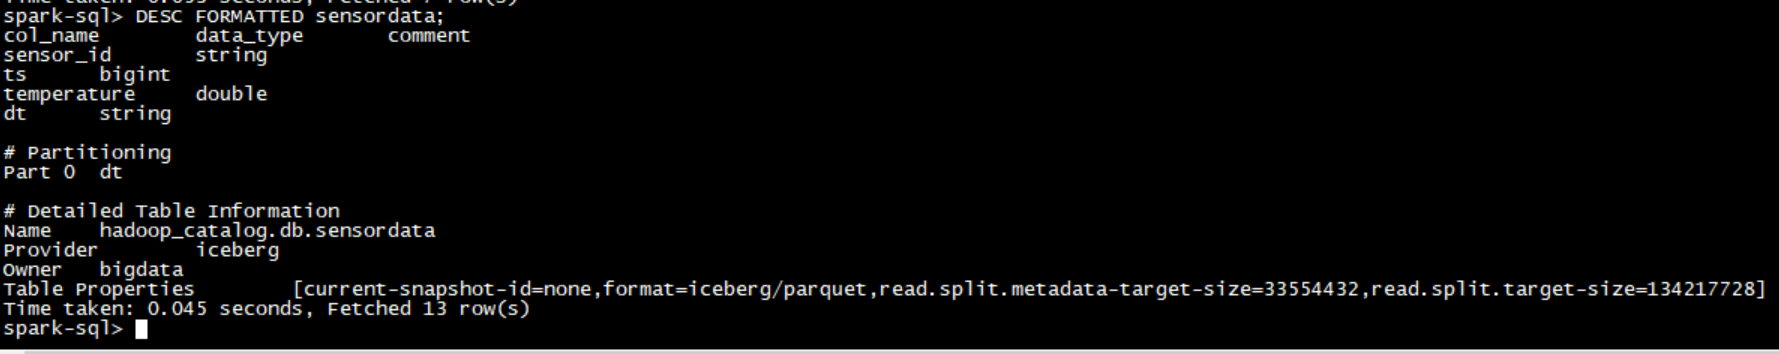 spark-sql> DESC FORMATTED sensordata;
col_name data_type comment
sensor_id string
ts bigint
temperature double
dt string
# Partitioning
Part 0 dt
# Detailed Table Information
Name hadoop_catalog.db.sensordata
Provider iceberg
Owner bigdata
Table Properties [current-snapshot-id=none,format=iceberg/parquet,read.split.metadata-target-size=33554432,read.split.target-size=134217728]
Time taken: 0.045 seconds, Fetched 13 row(s)
spark-sql>